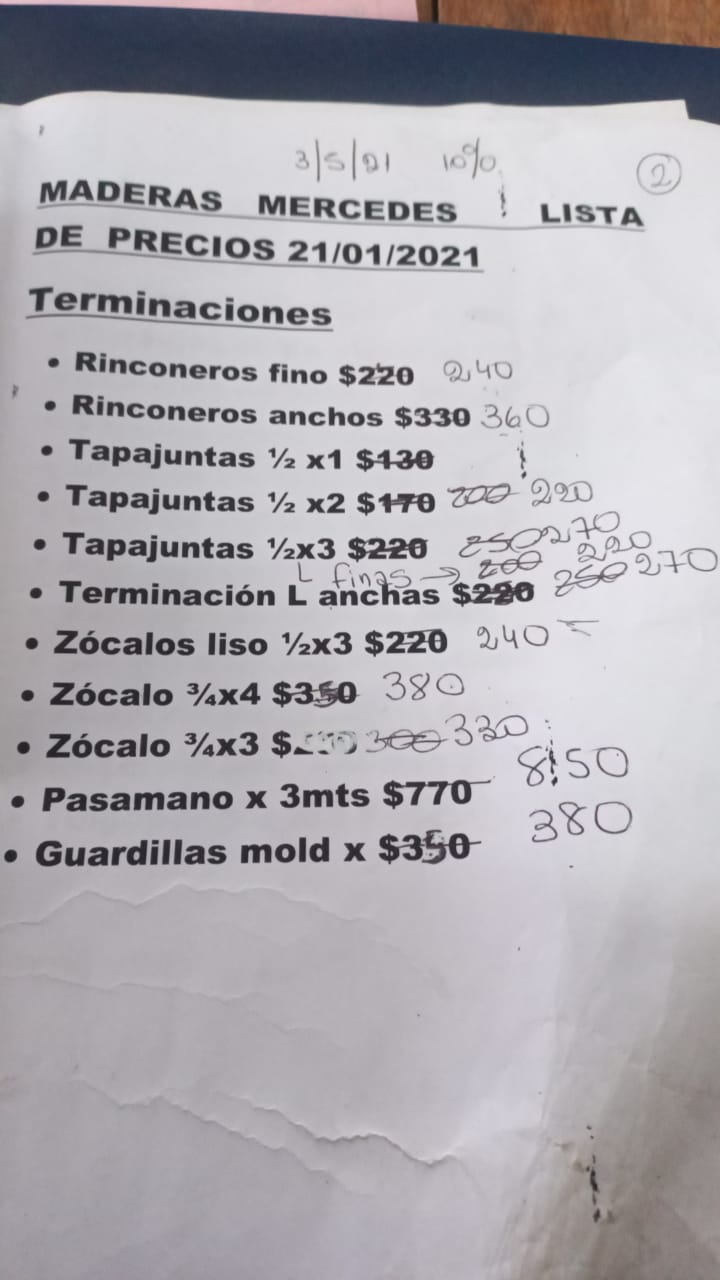 3/5/21 10% 2
MADERAS MERCEDES LISTA
DE PRECIOS 21/01/2021
Terminaciones
• Rinconeros fino $220 240
• Rinconeros anchos $330 360
• Tapajuntas ½ x1 $130
• Tapajuntas ½ x2 $170 200 220
• Tapajuntas ½x3 $220 250 270
L finas → 200 220
• Terminación L anchas $220 250 270
• Zócalos liso ½x3 $220 240
• Zócalo ¾x4 $350 380
• Zócalo ¾x3 $ 300 330
• Pasamano x 3mts $770 850
• Guardillas mold x $350 380